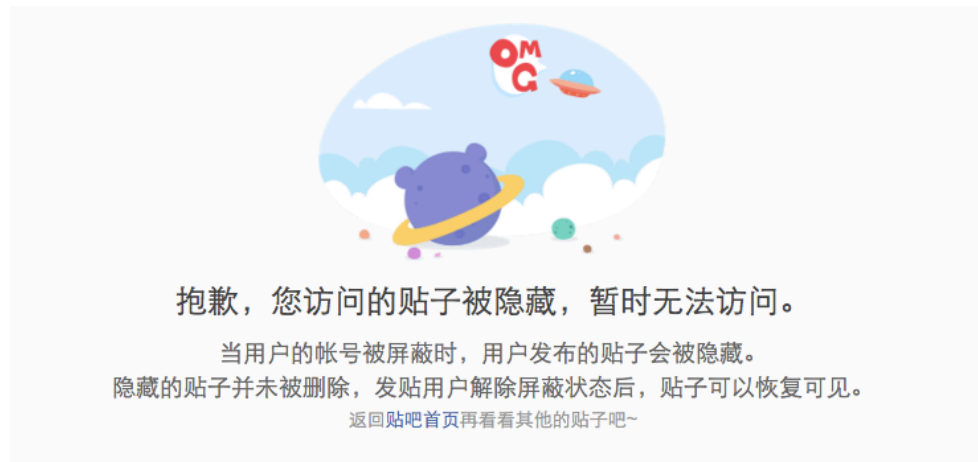 OM
G
抱歉，您访问的贴子被隐藏，暂时无法访问。
当用户的帐号被屏蔽时，用户发布的贴子会被隐藏。
隐藏的贴子并未被删除，发贴用户解除屏蔽状态后，贴子可以恢复可见。
返回贴吧首页再看看其他的贴子吧~